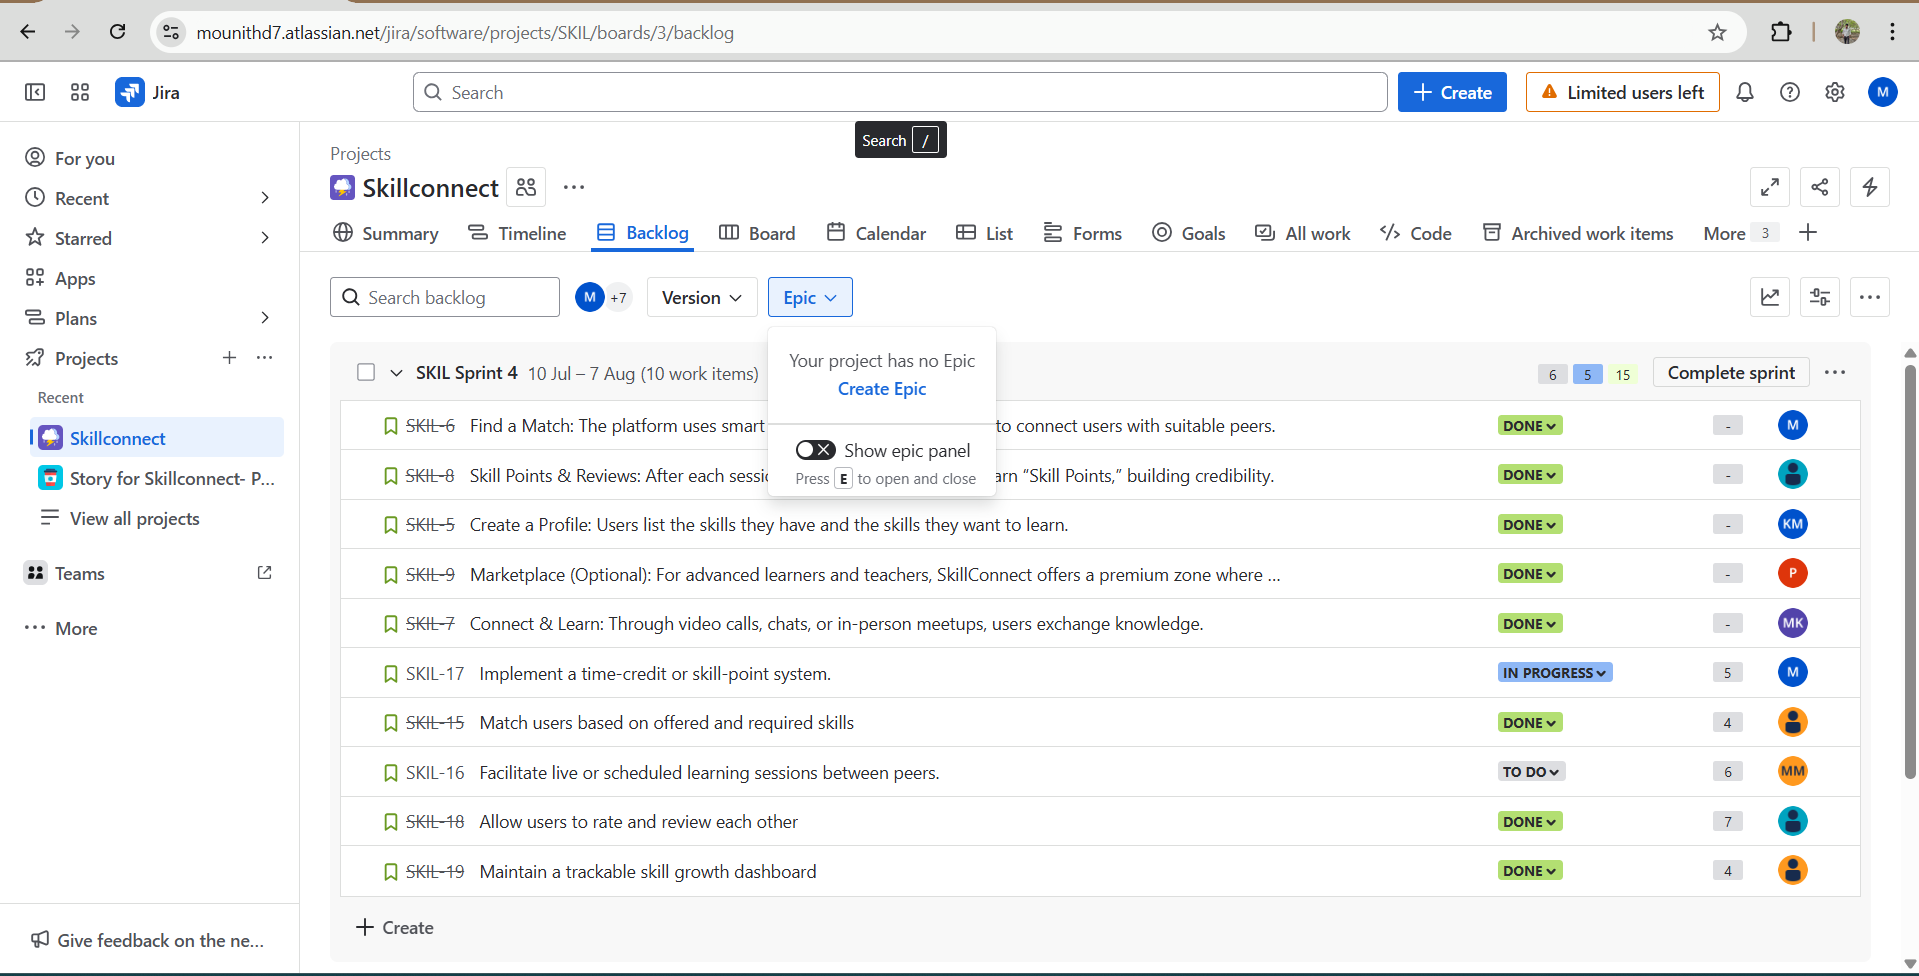 mounithd7.atlassian.net/jira/software/projects/SKIL/boards/3/backlog
Jira
Search
Create
Limited users left
M
Search /
For you
Recent
Starred
Apps
Plans
Projects
Recent
Skillconnect
Story for Skillconnect- P...
View all projects
Teams
More
Give feedback on the ne...
Projects
Skillconnect
Summary Timeline Backlog Board Calendar List Forms Goals All work Code Archived work items More 3
Search backlog M +7 Version Epic
Your project has no Epic
Create Epic
Show epic panel
Press E to open and close
SKIL Sprint 4 10 Jul – 7 Aug (10 work items) 6 5 15 Complete sprint
SKIL-6 Find a Match: The platform uses smart to connect users with suitable peers. DONE - M
SKIL-8 Skill Points & Reviews: After each sessi arn “Skill Points,” building credibility. DONE -
SKIL-5 Create a Profile: Users list the skills they have and the skills they want to learn. DONE - KM
SKIL-9 Marketplace (Optional): For advanced learners and teachers, SkillConnect offers a premium zone where ... DONE - P
SKIL-7 Connect & Learn: Through video calls, chats, or in-person meetups, users exchange knowledge. DONE - MK
SKIL-17 Implement a time-credit or skill-point system. IN PROGRESS 5 M
SKIL-15 Match users based on offered and required skills DONE 4
SKIL-16 Facilitate live or scheduled learning sessions between peers. TO DO 6 MM
SKIL-18 Allow users to rate and review each other DONE 7
SKIL-19 Maintain a trackable skill growth dashboard DONE 4
Create